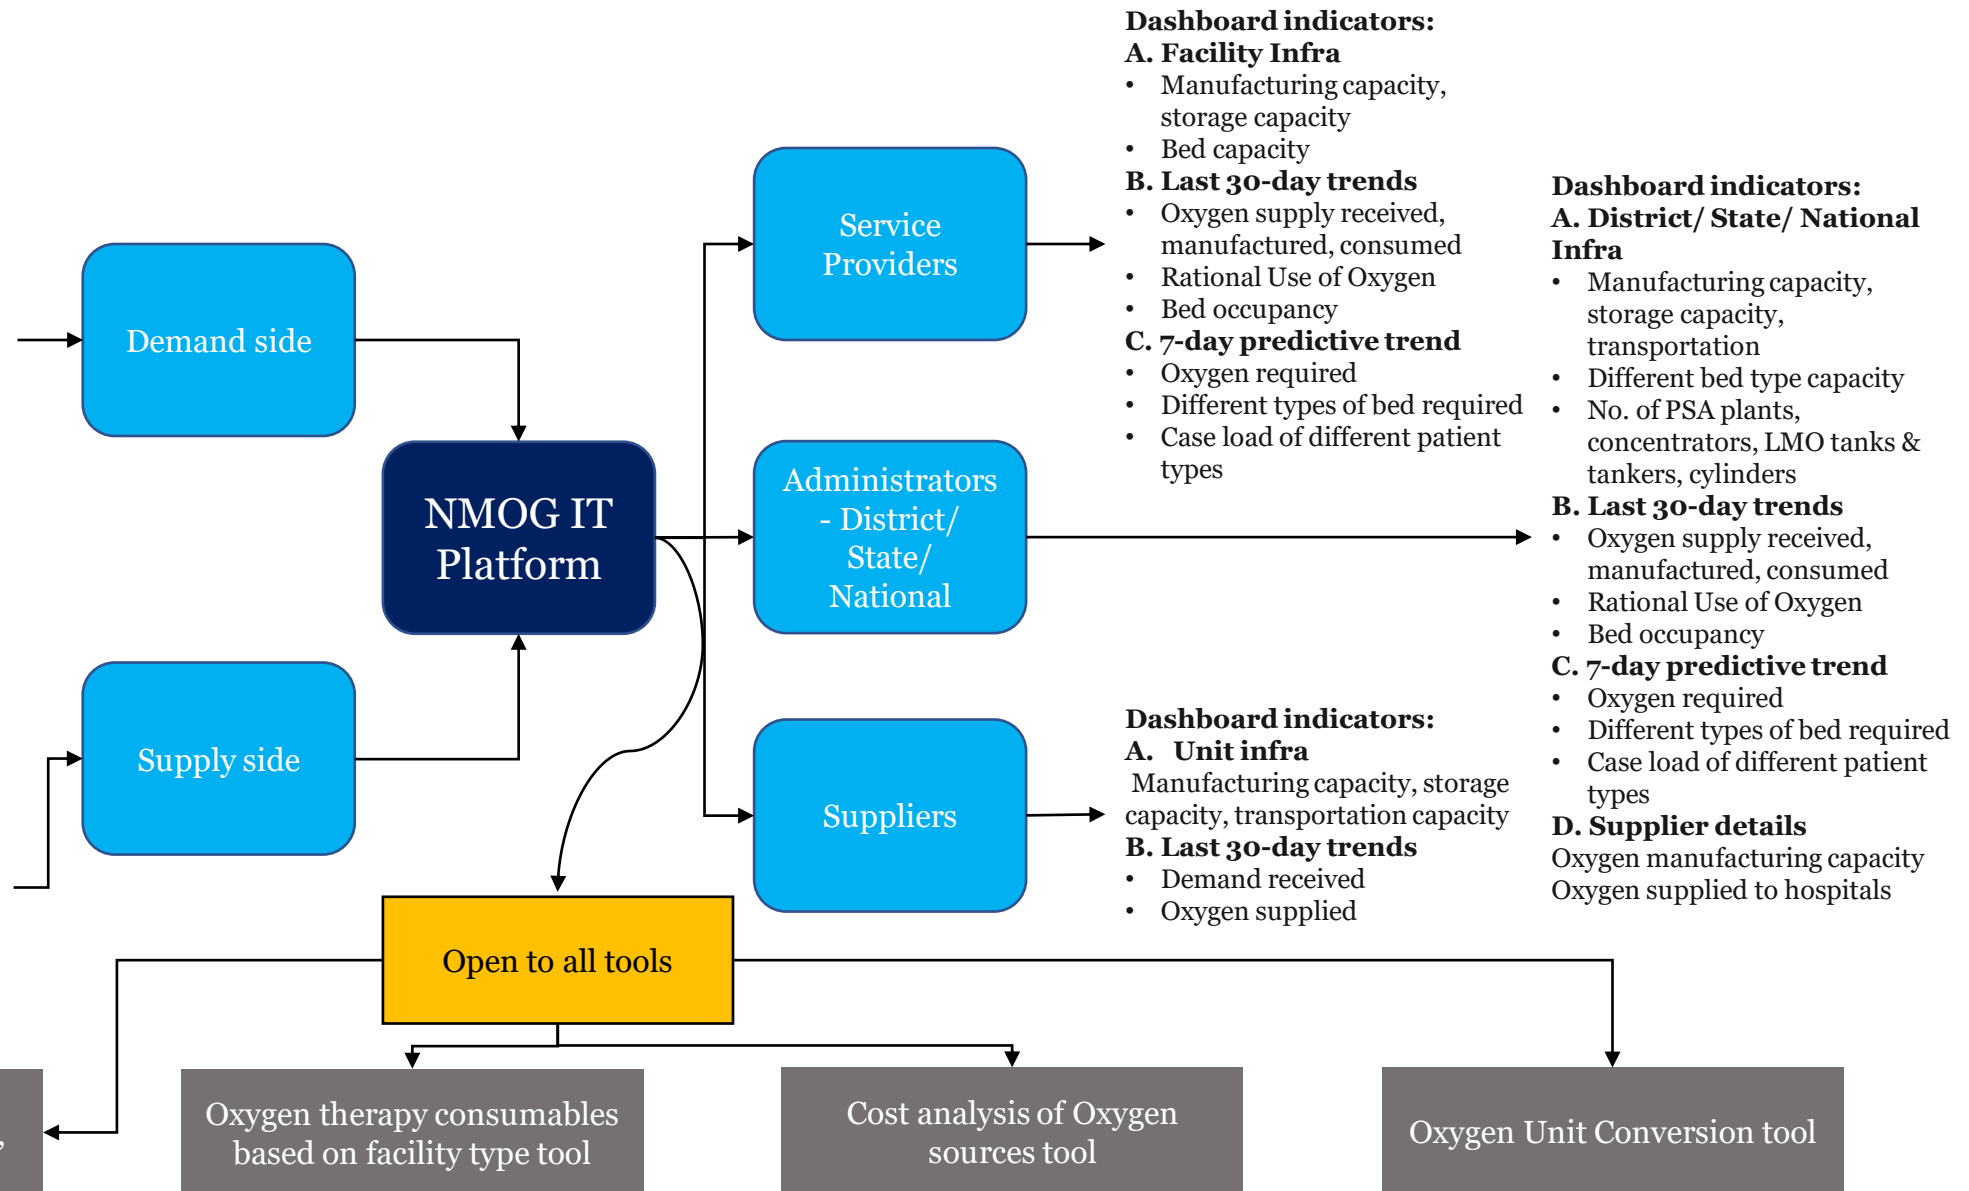 Dashboard indicators:
A. Facility Infra
• Manufacturing capacity,
storage capacity
• Bed capacity
B. Last 30-day trends
• Oxygen supply received,
manufactured, consumed
• Rational Use of Oxygen
• Bed occupancy
C. 7-day predictive trend
• Oxygen required
• Different types of bed required
• Case load of different patient
types
Dashboard indicators:
A. District/ State/ National
Infra
• Manufacturing capacity,
storage capacity,
transportation
• Different bed type capacity
• No. of PSA plants,
concentrators, LMO tanks &
tankers, cylinders
B. Last 30-day trends
• Oxygen supply received,
manufactured, consumed
• Rational Use of Oxygen
• Bed occupancy
C. 7-day predictive trend
• Oxygen required
• Different types of bed required
• Case load of different patient
types
D. Supplier details
Oxygen manufacturing capacity
Oxygen supplied to hospitals
Service
Providers
Demand side
NMOG IT
Platform
Administrators
- District/
State/
National
Supply side
Suppliers
Dashboard indicators:
A. Unit infra
Manufacturing capacity, storage
capacity, transportation capacity
B. Last 30-day trends
• Demand received
• Oxygen supplied
Open to all tools
,
Oxygen therapy consumables
based on facility type tool
Cost analysis of Oxygen
sources tool
Oxygen Unit Conversion tool